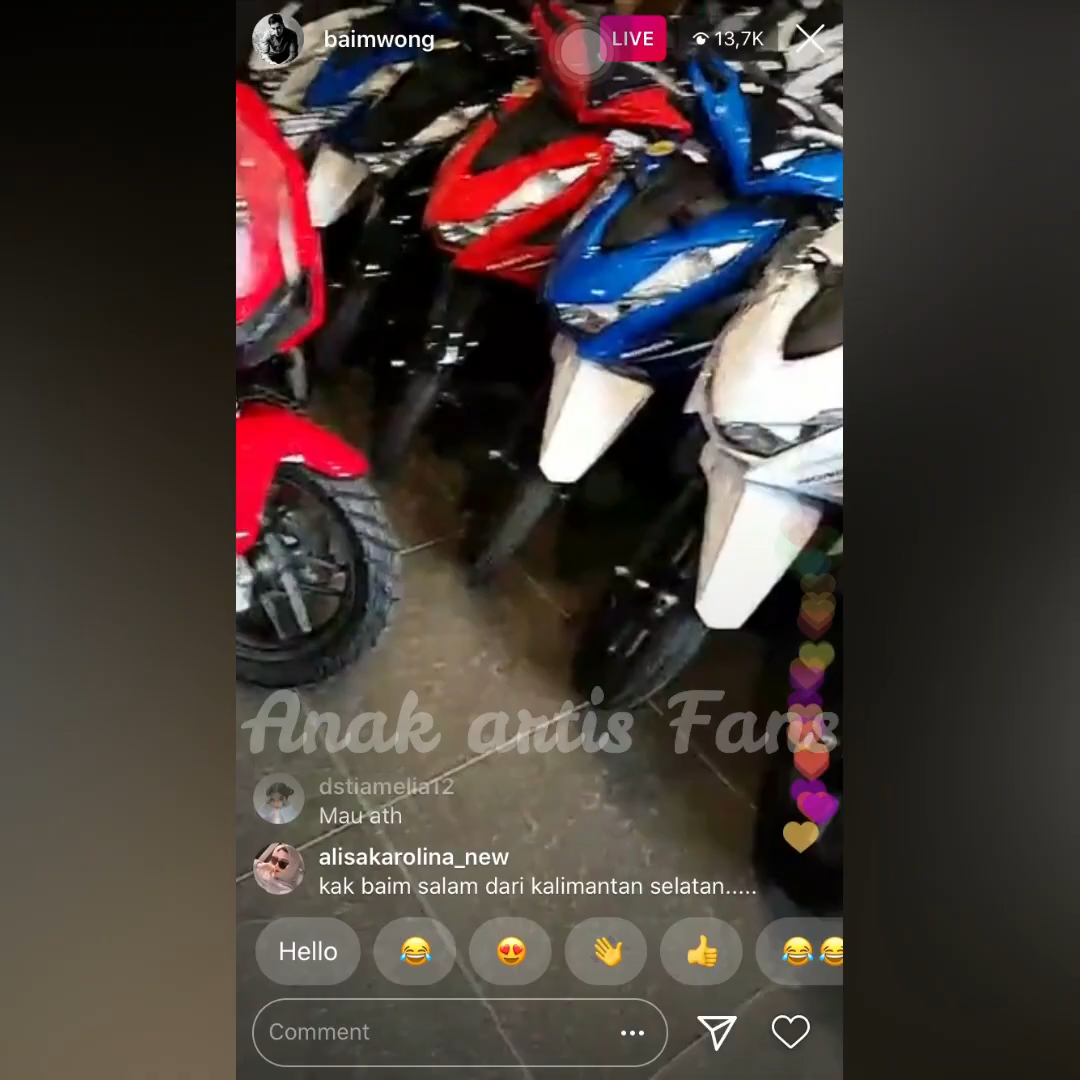 baimwong
LIVE
13,7K
Anak artis Fans
dstiamelia12
Mau ath
alisakarolina_new
kak baim salam dari kalimantan selatan.....
Hello
Comment